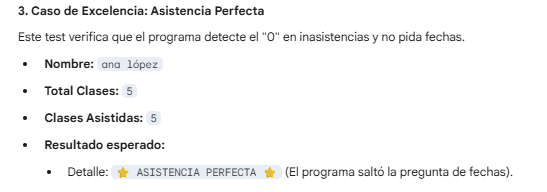 3. Caso de Excelencia: Asistencia Perfecta
Este test verifica que el programa detecte el "0" en inasistencias y no pida fechas.
• Nombre: ana lópez
• Total Clases: 5
• Clases Asistidas: 5
• Resultado esperado:
• Detalle: ⭐ ASISTENCIA PERFECTA ⭐ (El programa saltó la pregunta de fechas).